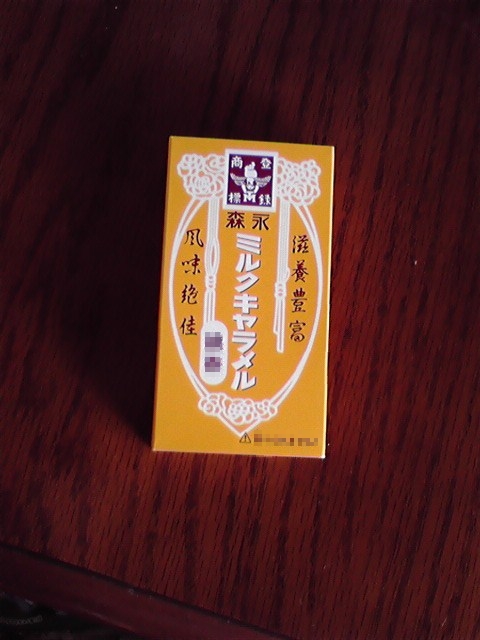 登録
商標
森永
滋養豊富
ミルクキャラメル
風味絶佳